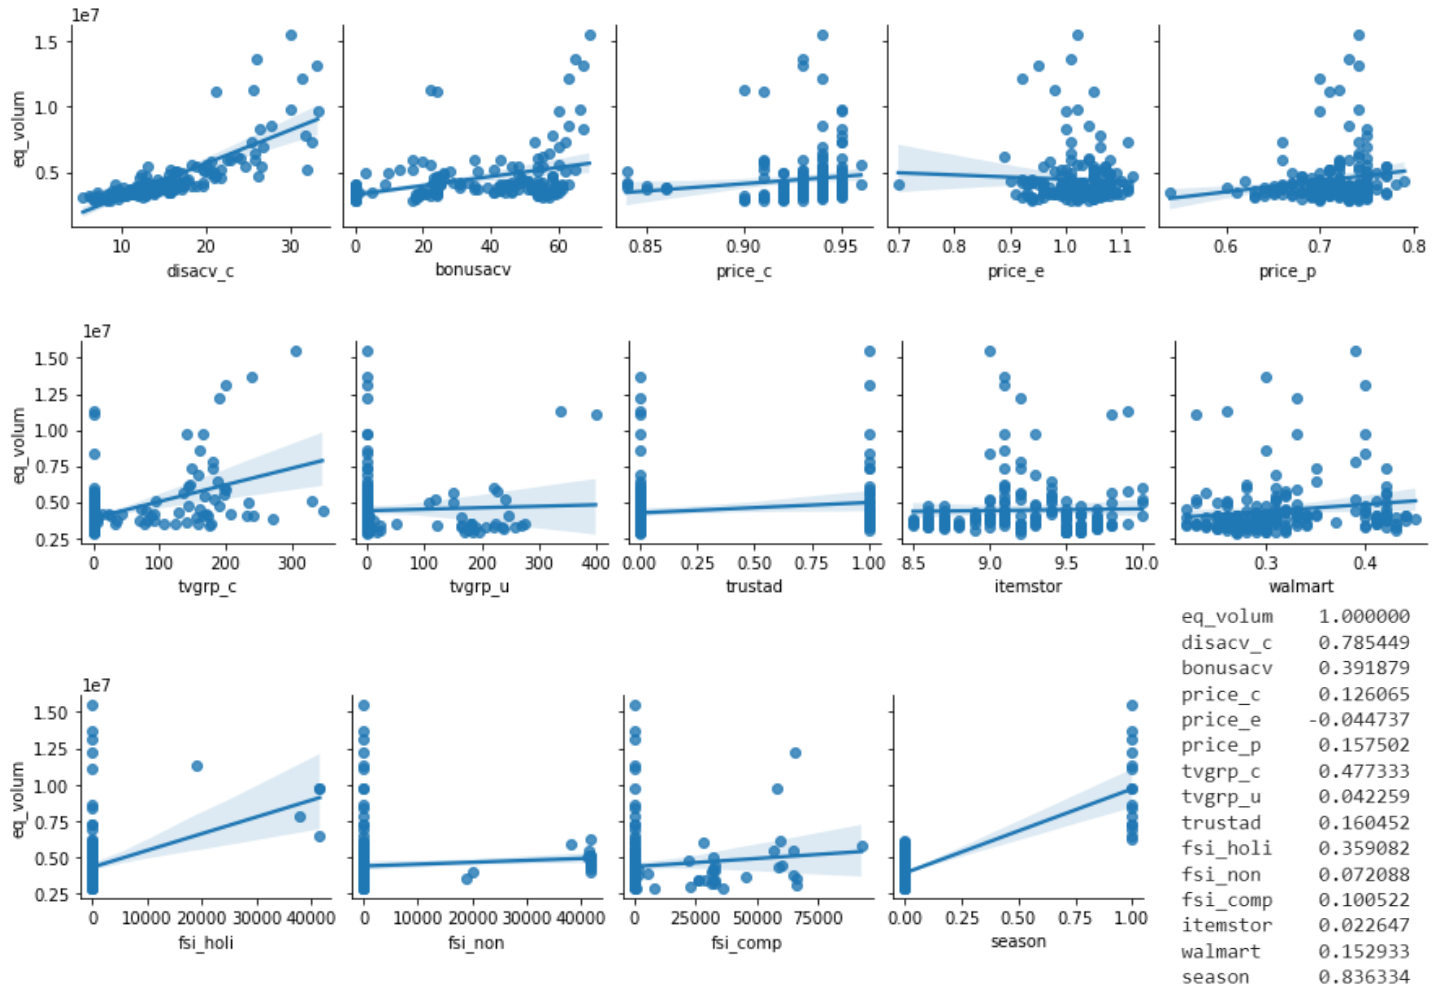 1e7
1.5
1.0
0.5
eq_volum
10 20 30
disacv_c
0 20 40 60
bonusacv
0.85 0.90 0.95
price_c
0.7 0.8 0.9 1.0 1.1
price_e
0.6 0.7 0.8
price_p
1e7
1.50
1.25
1.00
0.75
0.50
0.25
eq_volum
0 100 200 300
tvgrp_c
0 100 200 300 400
tvgrp_u
0.00 0.25 0.50 0.75 1.00
trustad
8.5 9.0 9.5 10.0
itemstor
0.3 0.4
walmart
1e7
1.50
1.25
1.00
0.75
0.50
0.25
eq_volum
0 10000 20000 30000 40000
fsi_holi
0 10000 20000 30000 40000
fsi_non
0 25000 50000 75000
fsi_comp
0.00 0.25 0.50 0.75 1.00
season
eq_volum 1.000000
disacv_c 0.785449
bonusacv 0.391879
price_c 0.126065
price_e -0.044737
price_p 0.157502
tvgrp_c 0.477333
tvgrp_u 0.042259
trustad 0.160452
fsi_holi 0.359082
fsi_non 0.072088
fsi_comp 0.100522
itemstor 0.022647
walmart 0.152933
season 0.836334